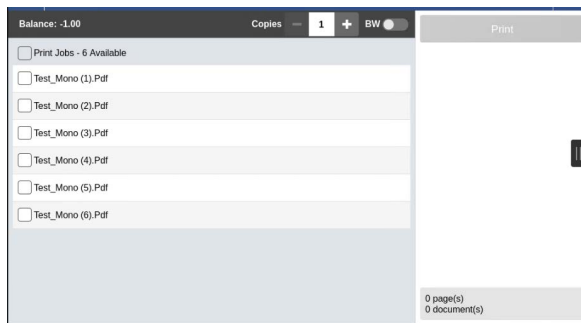 Balance: -1.00 Copies 1 BW
Print
Print Jobs - 6 Available
Test_Mono (1).Pdf
Test_Mono (2).Pdf
Test_Mono (3).Pdf
Test_Mono (4).Pdf
Test_Mono (5).Pdf
Test_Mono (6).Pdf
0 page(s)
0 document(s)